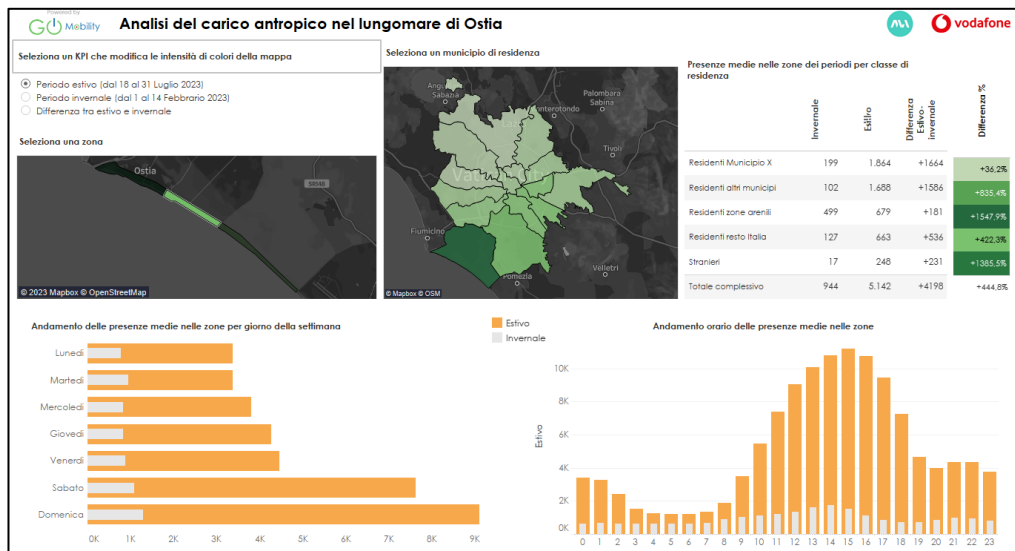 Powered by
GO Mobility
Analisi del carico antropico nel lungomare di Ostia
vodafone
Seleziona un KPI che modifica le intensità di colori della mappa
Periodo estivo (dal 18 al 31 Luglio 2023)
Periodo invernale (dal 1 al 14 Febbrario 2023)
Differenza tra estivo e invernale
Seleziona una zona
Ostia
SR148
© 2023 Mapbox © OpenStreetMap
Seleziona un municipio di residenza
Palombara
Sabina
Sabazia
Tivoli
Fiumicino
Pomezia
Velletri
© Mapbox © OSM
Presenze medie nelle zone dei periodi per classe di
residenza
Invernale Estivo Differenza Estivo-invernale Differenza %
Residenti Municipio X 199 1.864 +1664 +36,2%
Residenti altri municipi 102 1.688 +1586 +835,4%
Residenti zone arenili 499 679 +181 +1547,9%
Residenti resto Italia 127 663 +536 +422,3%
Stranieri 17 248 +231 +1385,5%
Totale complessivo 944 5.142 +4198 +444,8%
Andamento delle presenze medie nelle zone per giorno della settimana
Estivo
Invernale
Lunedì
Martedì
Mercoledì
Giovedì
Venerdì
Sabato
Domenica
0K 1K 2K 3K 4K 5K 6K 7K 8K 9K
Andamento orario delle presenze medie nelle zone
Estivo
10K
8K
6K
4K
2K
0K
0 1 2 3 4 5 6 7 8 9 10 11 12 13 14 15 16 17 18 19 20 21 22 23